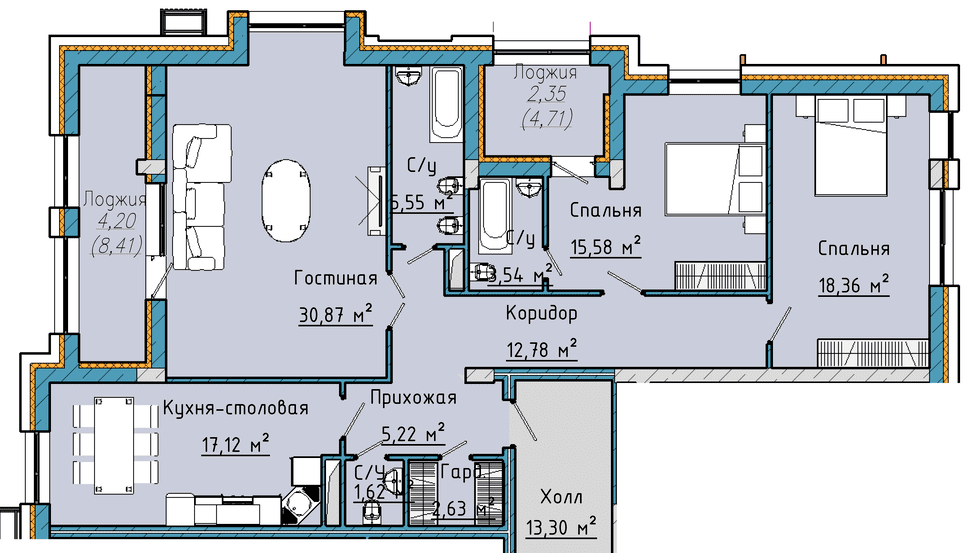 Лоджия
2,35
(4,71)
С/у
5,55 м²
Лоджия
4,20
(8,41)
Спальня
15,58 м²
С/у
3,54 м²
Спальня
18,36 м²
Гостиная
30,87 м²
Коридор
12,78 м²
Прихожая
5,22 м²
Кухня-столовая
17,12 м²
С/у
1,62
Гард.
2,63 м²
Холл
13,30 м²